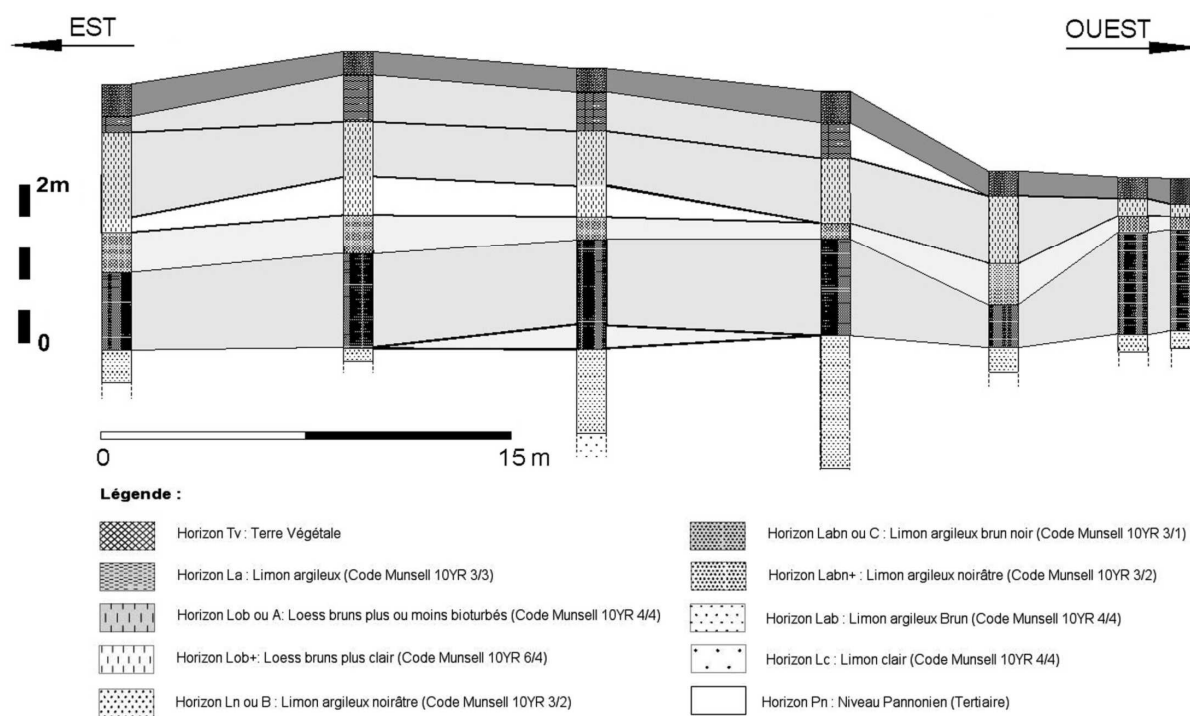 EST
OUEST
2m
0
0
15 m
Légende :
Horizon Tv : Terre Végétale
Horizon La : Limon argileux (Code Munsell 10YR 3/3)
Horizon Lob ou A: Loess bruns plus ou moins bioturbés (Code Munsell 10YR 4/4)
Horizon Lob+: Loess bruns plus clair (Code Munsell 10YR 6/4)
Horizon Ln ou B : Limon argileux noirâtre (Code Munsell 10YR 3/2)
Horizon Labn ou C : Limon argileux brun noir (Code Munsell 10YR 3/1)
Horizon Labn+ : Limon argileux noirâtre (Code Munsell 10YR 3/2)
Horizon Lab : Limon argileux Brun (Code Munsell 10YR 4/4)
Horizon Lc : Limon clair (Code Munsell 10YR 4/4)
Horizon Pn : Niveau Pannonien (Tertiaire)